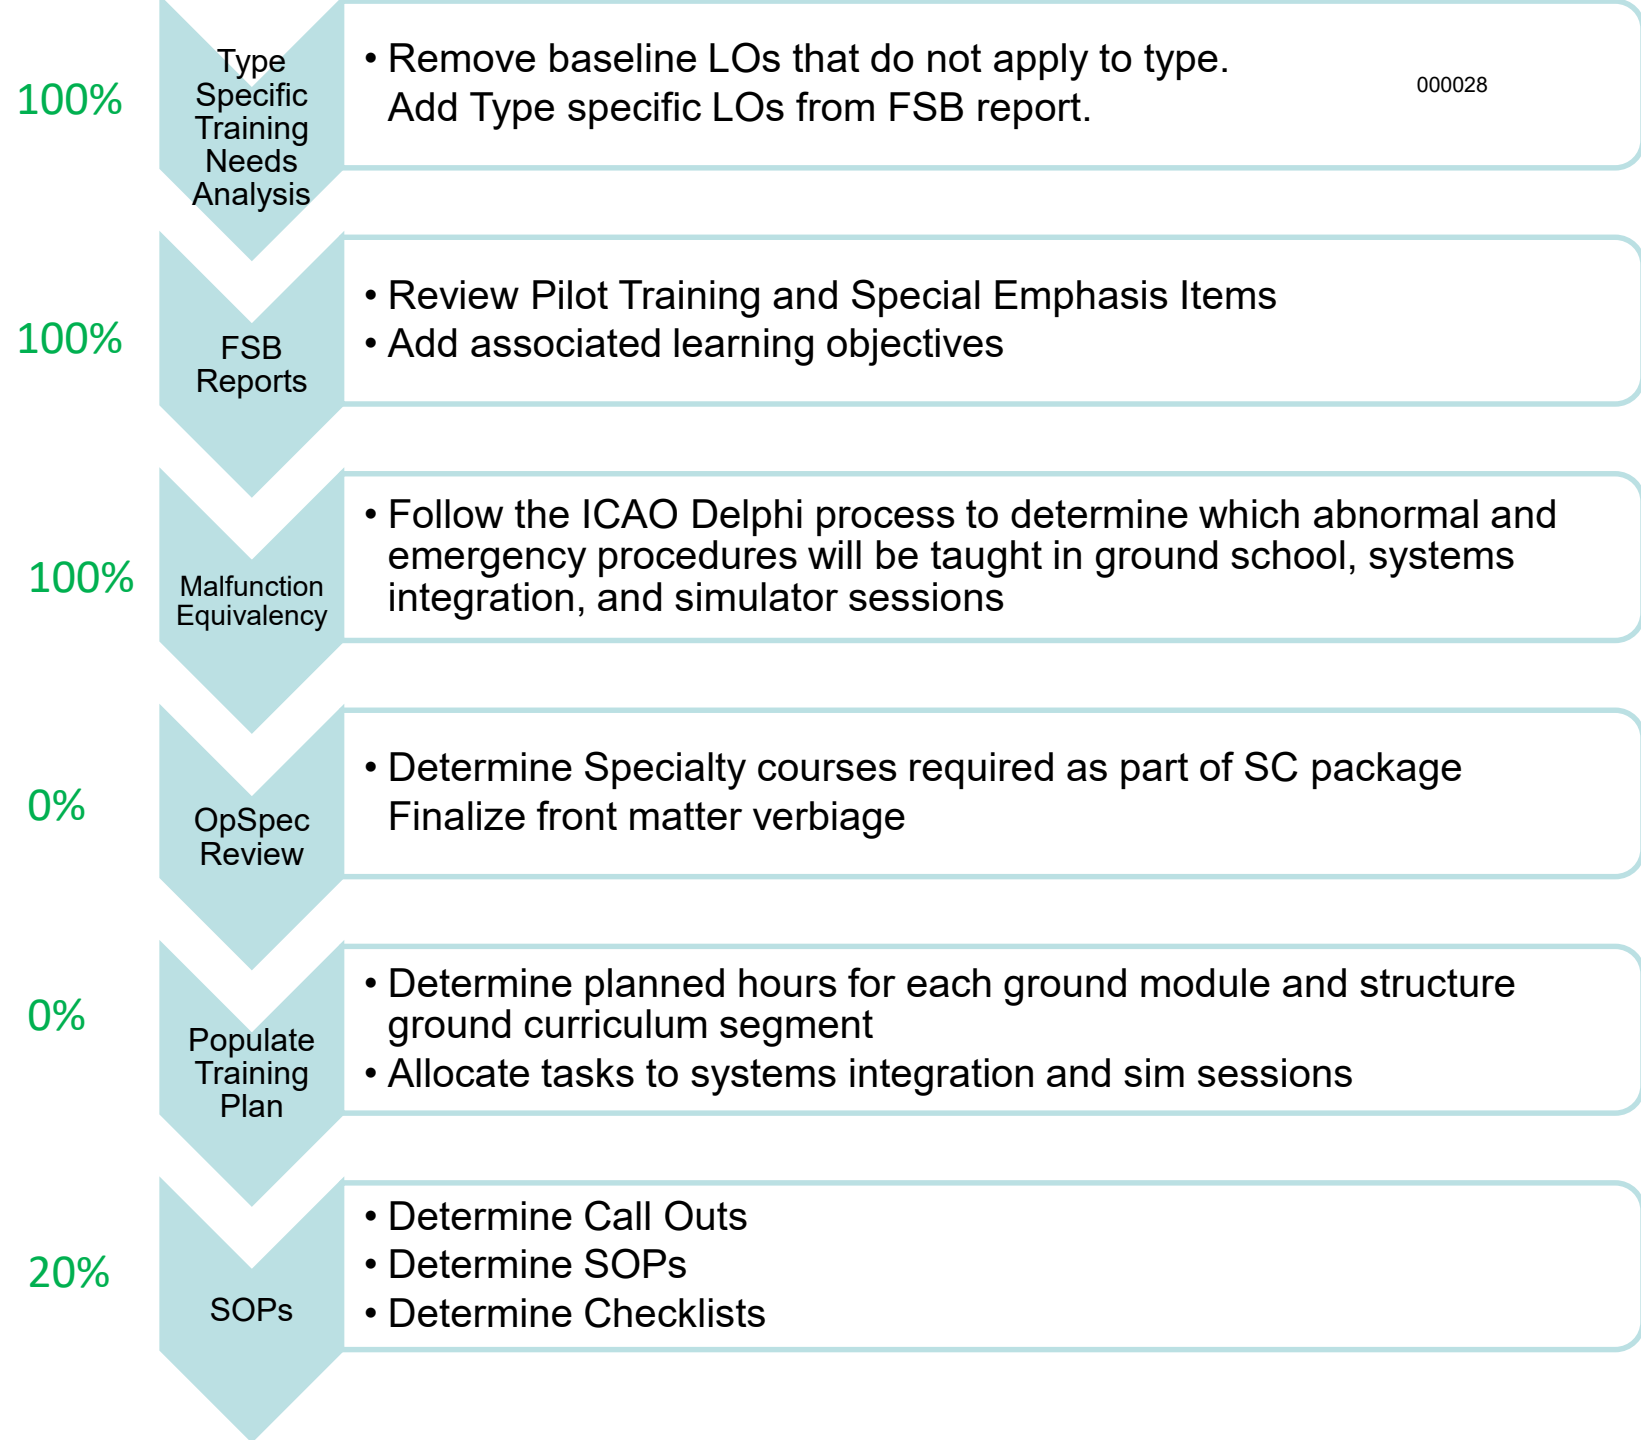 100%
Type
Specific
Training
Needs
Analysis
• Remove baseline LOs that do not apply to type.
Add Type specific LOs from FSB report.
000028
100%
FSB
Reports
• Review Pilot Training and Special Emphasis Items
• Add associated learning objectives
100%
Malfunction
Equivalency
• Follow the ICAO Delphi process to determine which abnormal and
emergency procedures will be taught in ground school, systems
integration, and simulator sessions
0%
OpSpec
Review
• Determine Specialty courses required as part of SC package
Finalize front matter verbiage
0%
Populate
Training
Plan
• Determine planned hours for each ground module and structure
ground curriculum segment
• Allocate tasks to systems integration and sim sessions
20%
SOPs
• Determine Call Outs
• Determine SOPs
• Determine Checklists